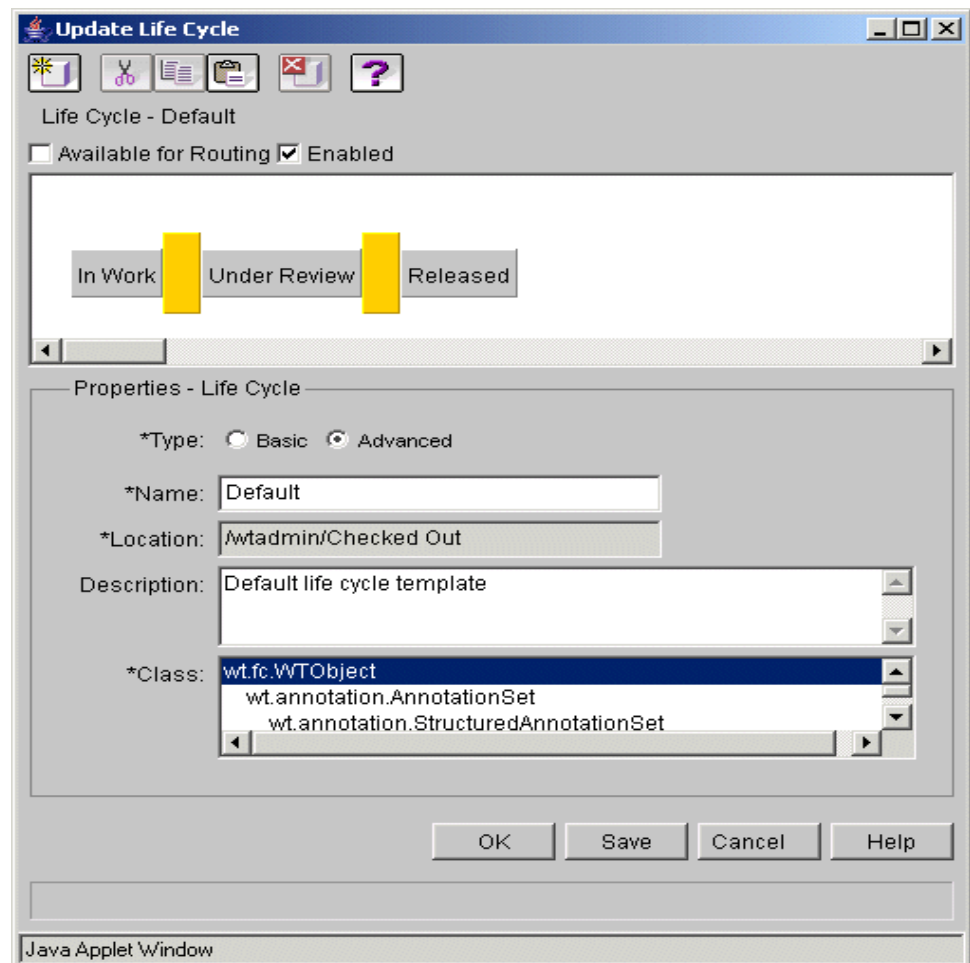 Update Life Cycle
Life Cycle - Default
Available for Routing Enabled
In Work Under Review Released
Properties - Life Cycle
*Type: Basic Advanced
*Name: Default
*Location: /wtadmin/Checked Out
Description: Default life cycle template
*Class: wt.fc.WTObject
wt.annotation.AnnotationSet
wt.annotation.StructuredAnnotationSet
OK Save Cancel Help
Java Applet Window